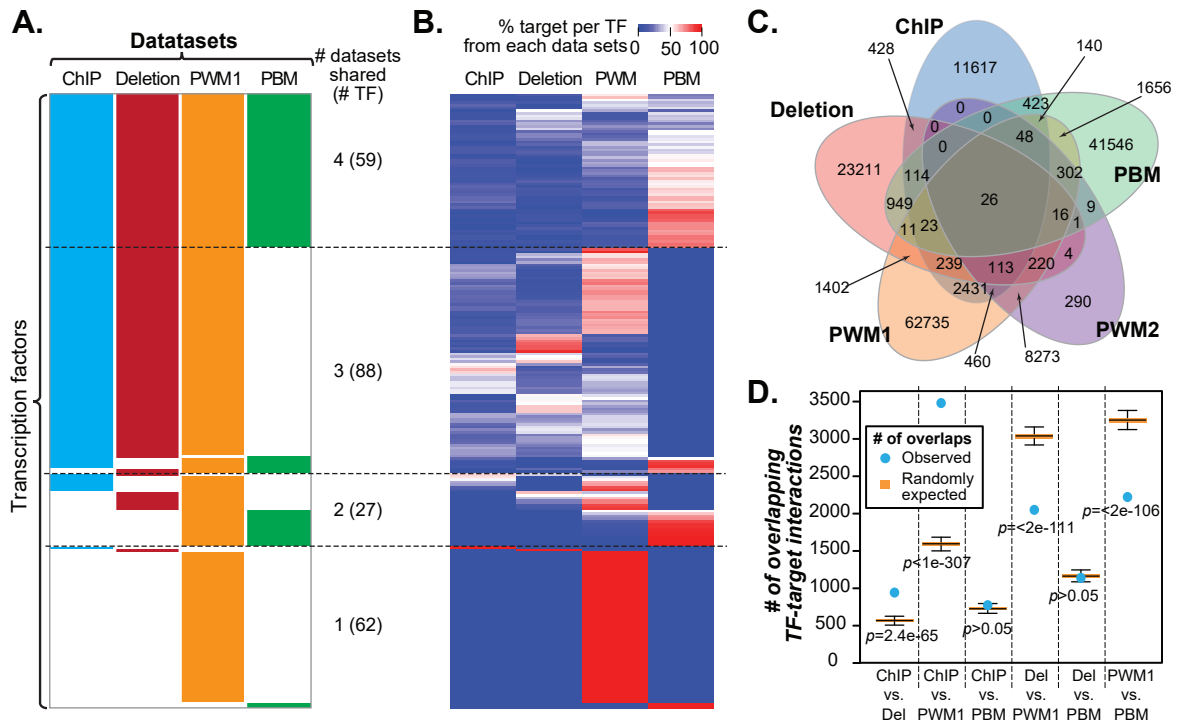 A.
Datatasets
ChIP Deletion PWM1 PBM
# datasets
shared
(# TF)
Transcription factors
4 (59)
3 (88)
2 (27)
1 (62)
B.
% target per TF
from each data sets
0 50 100
ChIP Deletion PWM PBM
C.
ChIP
428
140
1656
11617
Deletion
0
0
423
0
48
41546
0
PBM
23211
114
302
949
26
9
16
1
11
23
4
239
113
220
1402
2431
290
62735
PWM2
PWM1
460
8273
D.
# of overlapping
TF-target interactions
3500
3000
2500
2000
1500
1000
500
0
# of overlaps
Observed
Randomly
expected
p=2.4e-65
p<1e-307
p>0.05
p=<2e-111
p>0.05
p=<2e-106
ChIP
vs.
Del
ChIP
vs.
PWM1
ChIP
vs.
PBM
Del
vs.
PWM1
Del
vs.
PBM
PWM1
vs.
PBM